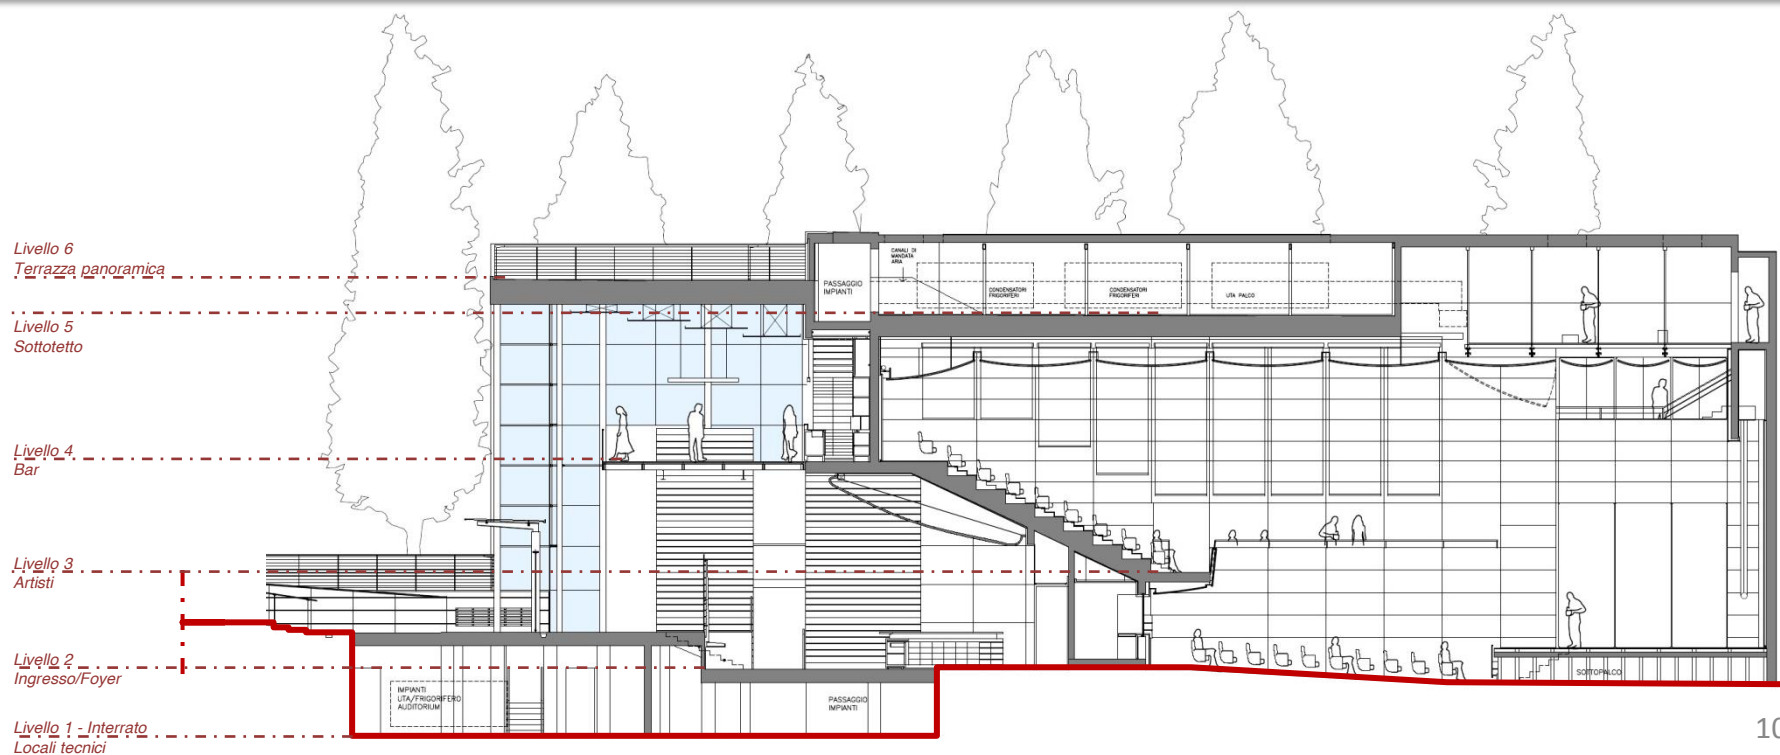 Livello 6
Terrazza panoramica
Livello 5
Sottotetto
Livello 4
Bar
Livello 3
Artisti
Livello 2
Ingresso/Foyer
Livello 1 - Interrato
Locali tecnici
PASSAGGIO
IMPIANTI
CANALI DI
MANDATA
ARIA
CONDENSATORI
FRIGORIFERI
CONDENSATORI
FRIGORIFERI
UTA PALCO
IMPIANTI
UTA/FRIGORIFERO
AUDITORIUM
PASSAGGIO
IMPIANTI
SOTTOPALCO
10